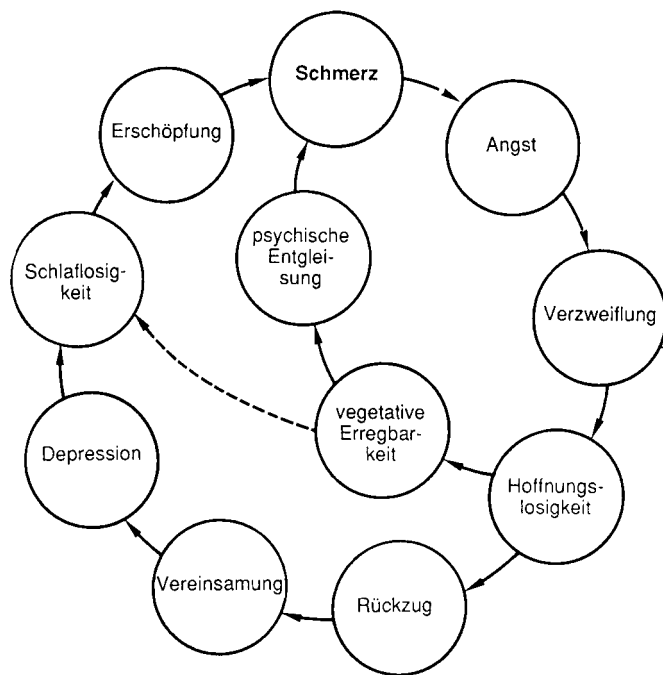 Schmerz
Angst
Verzweiflung
Hoffnungs-
losigkeit
Rückzug
Vereinsamung
Depression
Schlaflosig-
keit
Erschöpfung
vegetative
Erregbar-
keit
psychische
Entglei-
sung